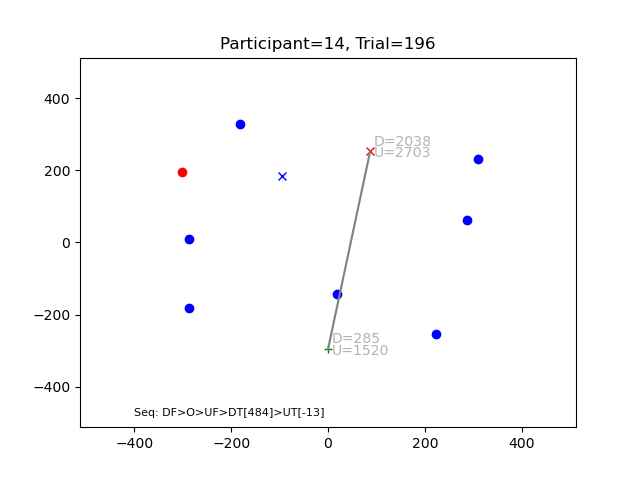 Participant=14, Trial=196
400
200
0
−200
−400
D=2038
U=2703
D=285
U=1520
Seq: DF>O>UF>DT[484]>UT[-13]
−400
−200
0
200
400